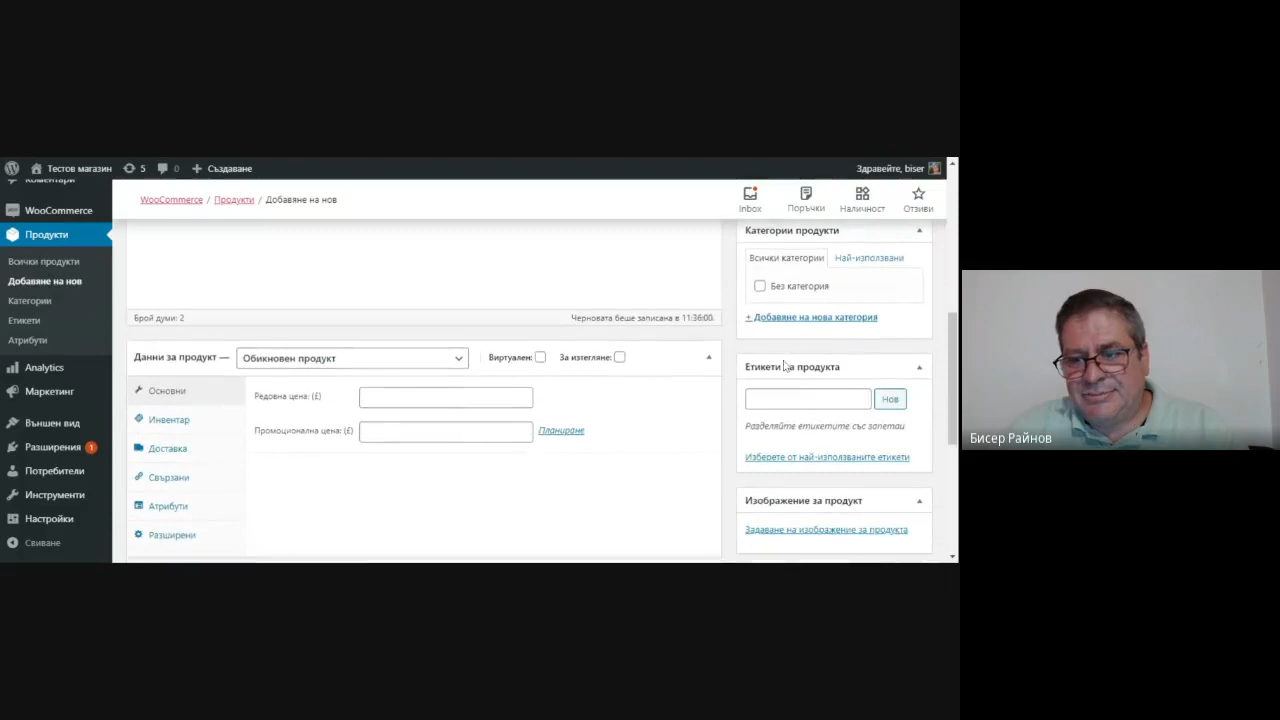 Тестов магазин
5
0
Създаване
Здравейте, biser
Коментари
WooCommerce
Продукти
Всички продукти
Добавяне на нов
Категории
Етикети
Атрибути
Analytics
Маркетинг
Външен вид
Разширения 1
Потребители
Инструменти
Настройки
Свиване
WooCommerce / Продукти / Добавяне на нов
Inbox
Поръчки
Наличност
Отзиви
Брой думи: 2
Черновата беше записана в 11:36:00.
Данни за продукт —
Обикновен продукт
Виртуален:
За изтегляне:
Основни
Инвентар
Доставка
Свързани
Атрибути
Разширени
Редовна цена: (£)
Промоционална цена: (£)
Планиране
Категории продукти
Всички категории
Най-използвани
Без категория
+ Добавяне на нова категория
Етикети за продукта
Нов
Разделяйте етикетите със запетаи
Изберете от най-използваните етикети
Изображение за продукт
Задаване на изображение за продукта
Бисер Райнов